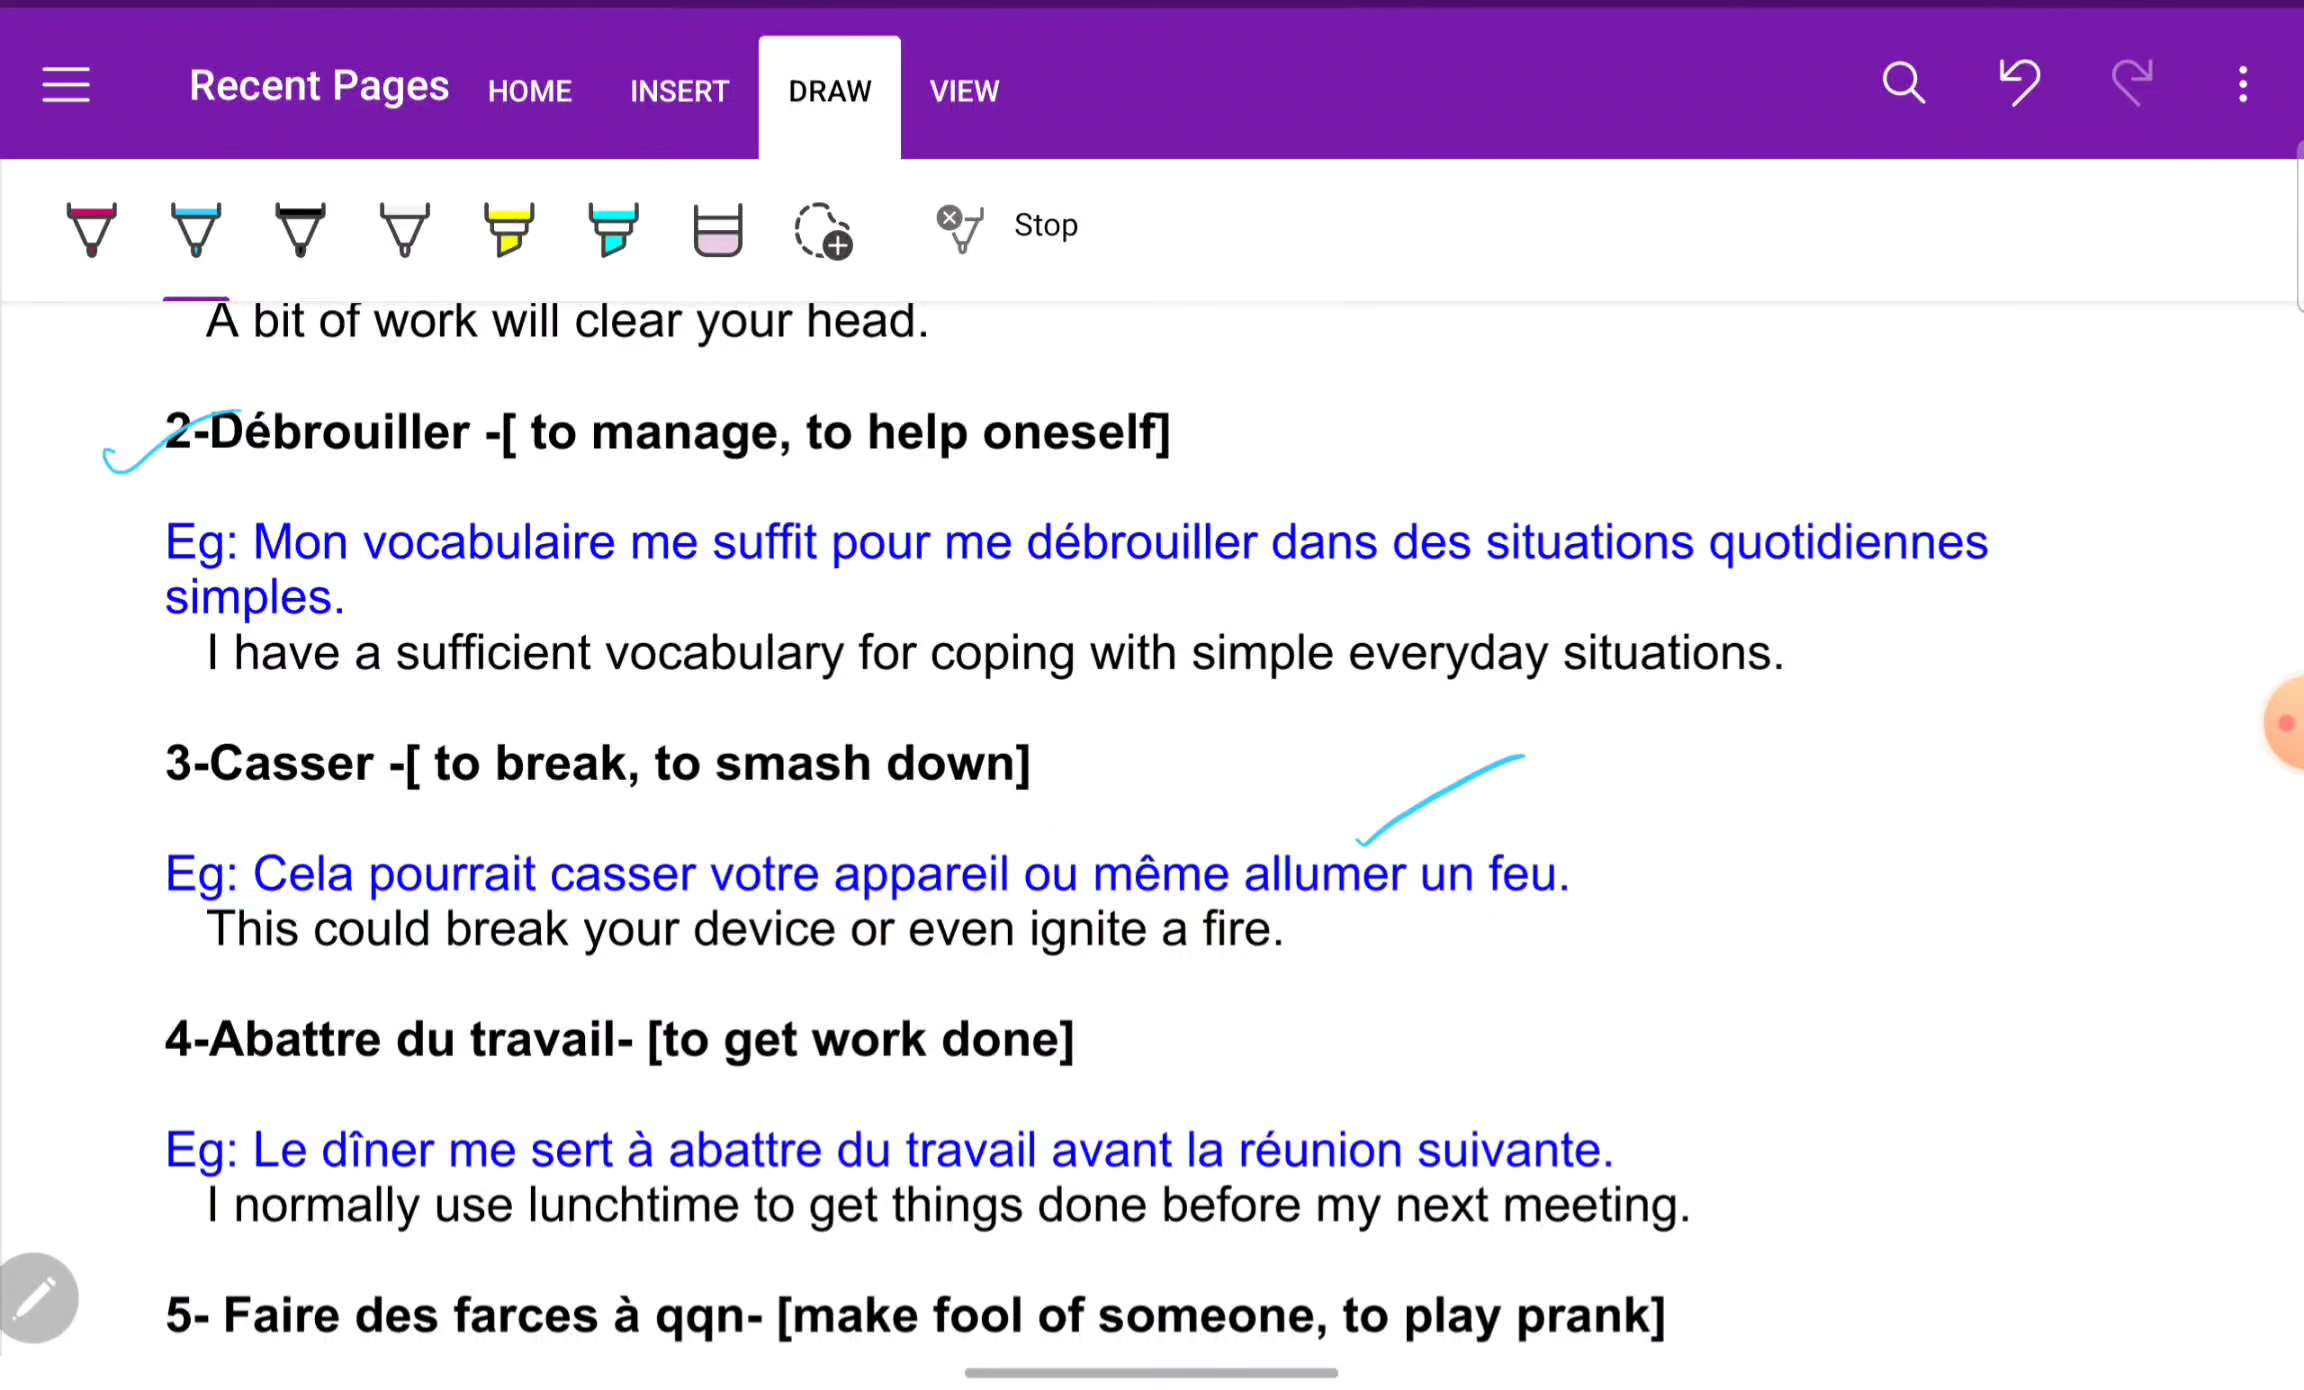 Recent Pages HOME INSERT DRAW VIEW
Stop
A bit of work will clear your head.
2-Débrouiller -[ to manage, to help oneself]
Eg: Mon vocabulaire me suffit pour me débrouiller dans des situations quotidiennes
simples.
I have a sufficient vocabulary for coping with simple everyday situations.
3-Casser -[ to break, to smash down]
Eg: Cela pourrait casser votre appareil ou même allumer un feu.
This could break your device or even ignite a fire.
4-Abattre du travail- [to get work done]
Eg: Le dîner me sert à abattre du travail avant la réunion suivante.
I normally use lunchtime to get things done before my next meeting.
5- Faire des farces à qqn- [make fool of someone, to play prank]